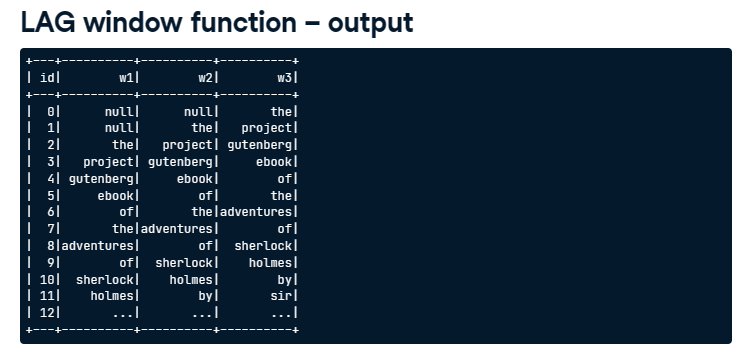 LAG window function – output
+---+----------+----------+----------+
| id|        w1|        w2|        w3|
+---+----------+----------+----------+
|  0|      null|      null|       the|
|  1|      null|       the|   project|
|  2|       the|   project| gutenberg|
|  3|   project| gutenberg|     ebook|
|  4| gutenberg|     ebook|        of|
|  5|     ebook|        of|       the|
|  6|        of|       the|adventures|
|  7|       the|adventures|        of|
|  8|adventures|        of|  sherlock|
|  9|        of|  sherlock|    holmes|
| 10|  sherlock|    holmes|        by|
| 11|    holmes|        by|       sir|
| 12|       ...|       ...|       ...|
+---+----------+----------+----------+